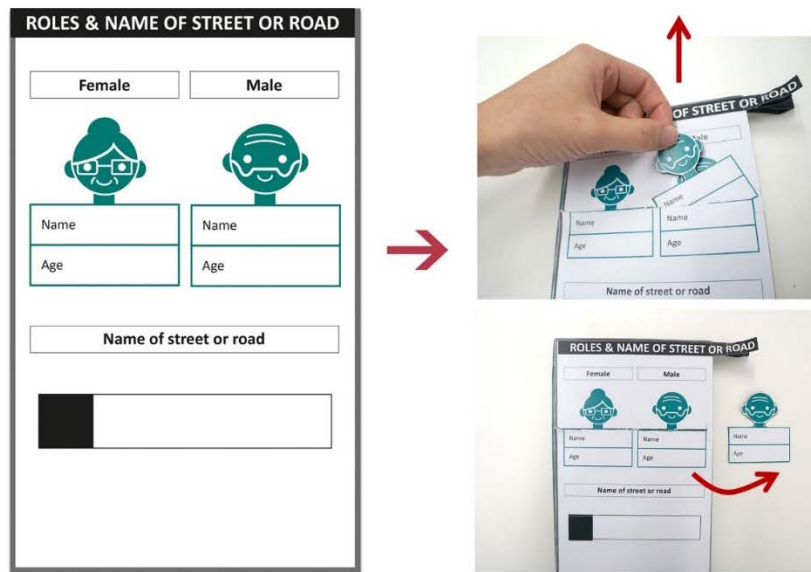 ROLES & NAME OF STREET OR ROAD
Female
Male
Name
Name
Age
Age
Name of street or road
OF STREET OR ROAD
Name
Name
Name
Age
Age
Name of street or road
ROLES & NAME OF STREET OR ROAD
Female
Male
Name
Name
Name
Age
Age
Age
Name of street or road